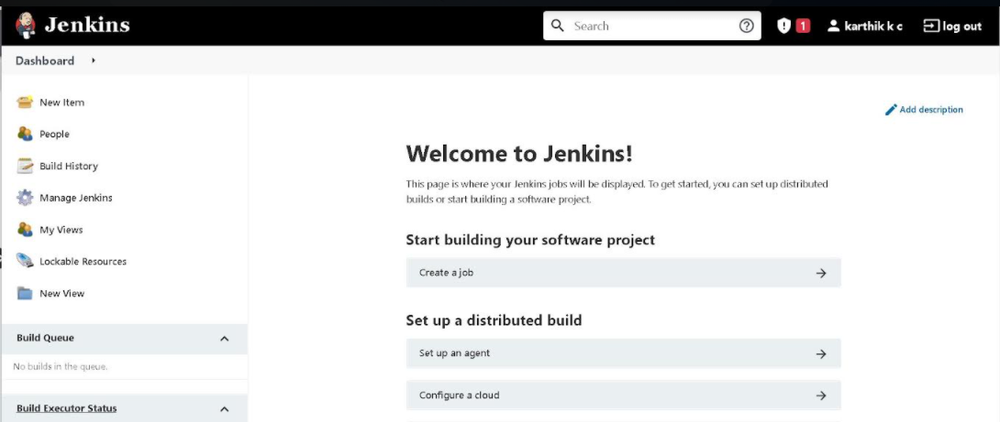 Jenkins
Search
1
karthik k c
log out
Dashboard
New Item
People
Build History
Manage Jenkins
My Views
Lockable Resources
New View
Build Queue
No builds in the queue.
Build Executor Status
Add description
Welcome to Jenkins!
This page is where your Jenkins jobs will be displayed. To get started, you can set up distributed
builds or start building a software project.
Start building your software project
Create a job
Set up a distributed build
Set up an agent
Configure a cloud